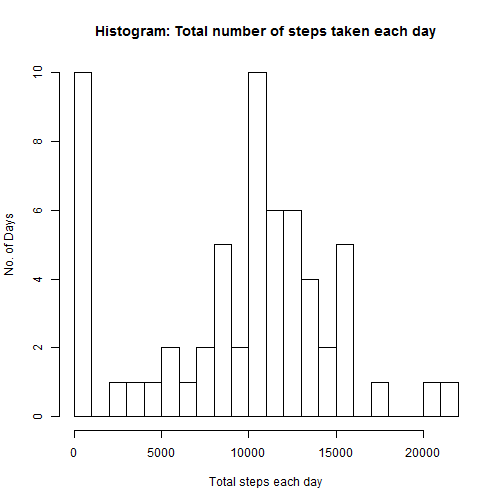 Histogram: Total number of steps taken each day
No. of Days
10
8
6
4
2
0
0 5000 10000 15000 20000
Total steps each day